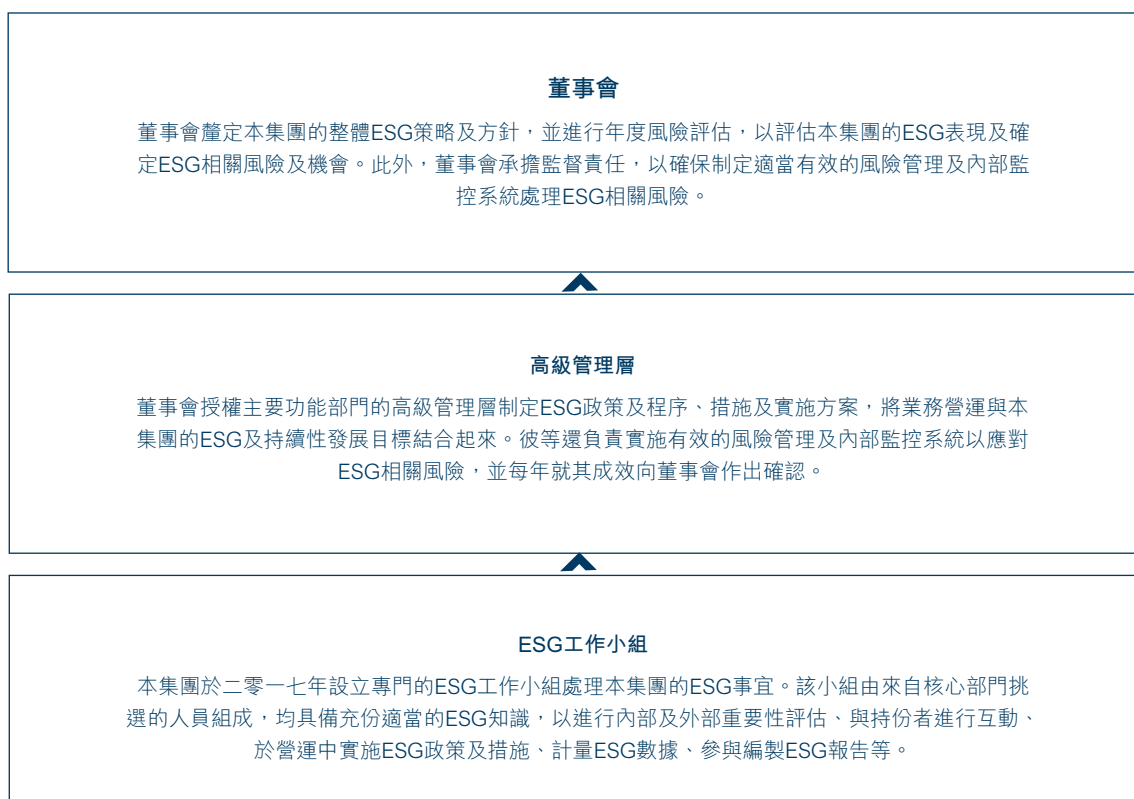 董事會
董事會釐定本集團的整體ESG策略及方針，並進行年度風險評估，以評估本集團的ESG表現及確
定ESG相關風險及機會。此外，董事會承擔監督責任，以確保制定適當有效的風險管理及內部監
控系統處理ESG相關風險。
高級管理層
董事會授權主要功能部門的高級管理層制定ESG政策及程序、措施及實施方案，將業務營運與本
集團的ESG及持續性發展目標結合起來。彼等還負責實施有效的風險管理及內部監控系統以應對
ESG相關風險，並每年就其成效向董事會作出確認。
ESG工作小組
本集團於二零一七年設立專門的ESG工作小組處理本集團的ESG事宜。該小組由來自核心部門挑
選的人員組成，均具備充份適當的ESG知識，以進行內部及外部重要性評估、與持份者進行互動、
於營運中實施ESG政策及措施、計量ESG數據、參與編製ESG報告等。